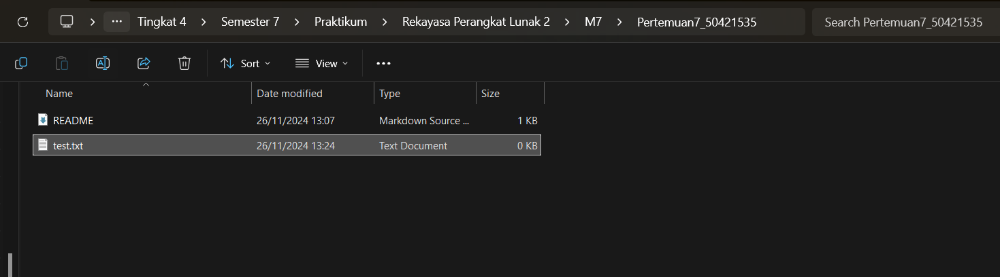 Tingkat 4 > Semester 7 > Praktikum > Rekayasa Perangkat Lunak 2 > M7 > Pertemuan7_50421535 Search Pertemuan7_50421535
Sort View
Name Date modified Type Size
README 26/11/2024 13:07 Markdown Source ... 1 KB
test.txt 26/11/2024 13:24 Text Document 0 KB